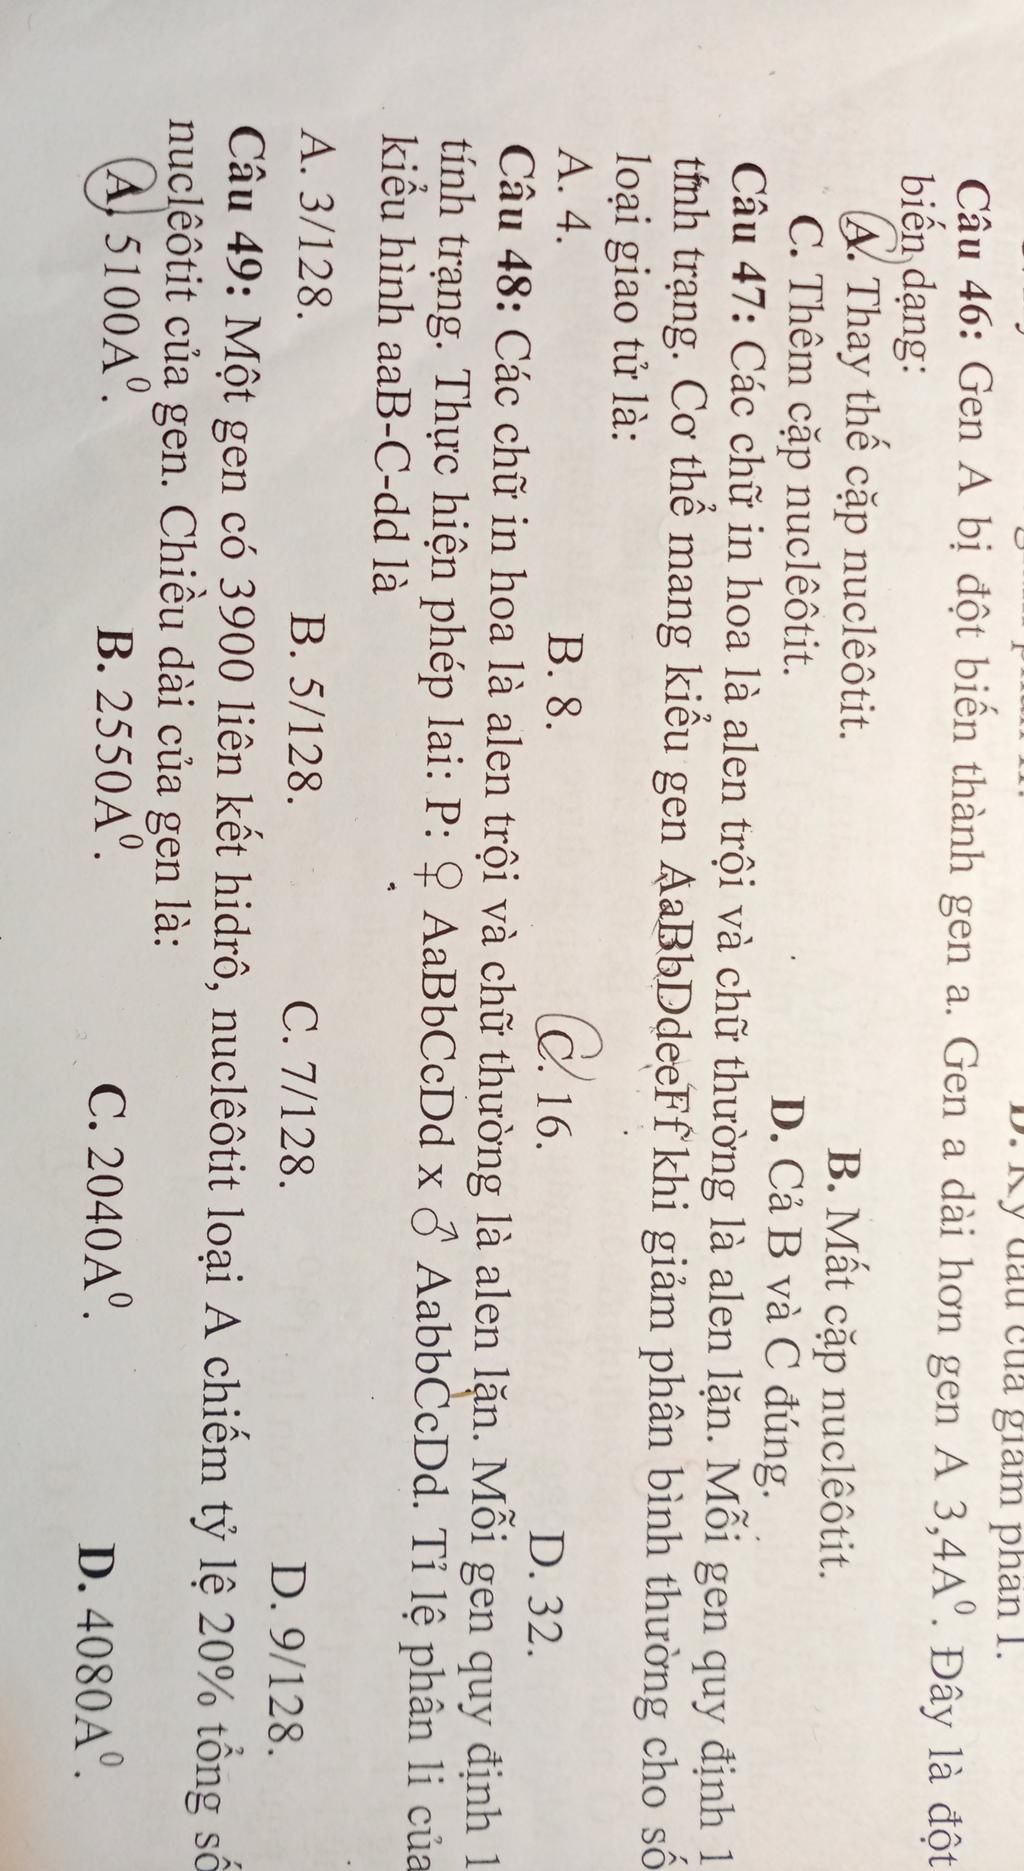 D. Kỳ đầu của giảm phân I.
Câu 46: Gen A bị đột biến thành gen a. Gen a dài hơn gen A 3,4A⁰. Đây là đột
biến dạng:
A. Thay thế cặp nuclêôtit. B. Mất cặp nuclêôtit.
C. Thêm cặp nuclêôtit. D. Cả B và C đúng.
Câu 47: Các chữ in hoa là alen trội và chữ thường là alen lặn. Mỗi gen quy định 1
tính trạng. Cơ thể mang kiểu gen AaBbDdeeFf khi giảm phân bình thường cho số
loại giao tử là:
A. 4. B. 8. C. 16. D. 32.
Câu 48: Các chữ in hoa là alen trội và chữ thường là alen lặn. Mỗi gen quy định 1
tính trạng. Thực hiện phép lai: P: ♀ AaBbCcDd x ♂ AabbCcDd. Tỉ lệ phân li của
kiểu hình aaB-C-dd là
A. 3/128. B. 5/128. C. 7/128. D. 9/128.
Câu 49: Một gen có 3900 liên kết hidrô, nuclêôtit loại A chiếm tỷ lệ 20% tổng số
nuclêôtit của gen. Chiều dài của gen là:
A. 5100A⁰. B. 2550A⁰. C. 2040A⁰. D. 4080A⁰.